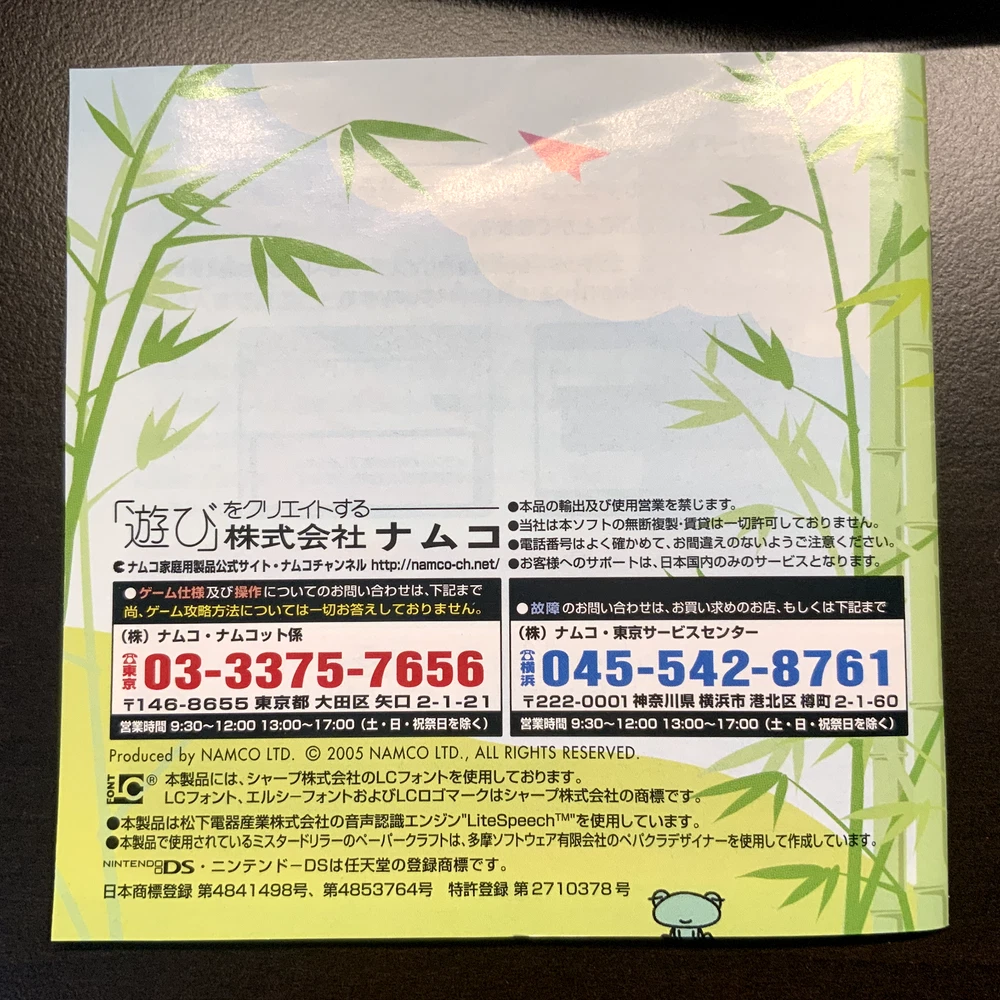 「遊び」をクリエイトする
株式会社ナムコ
ナムコ家庭用製品公式サイト・ナムコチャンネル http://namco-ch.net/
●本品の輸出及び使用営業を禁じます。
●当社は本ソフトの無断複製・賃貸は一切許可しておりません。
●電話番号はよく確かめて、お間違えのないようご注意ください。
●お客様へのサポートは、日本国内のみのサービスとなります。
●ゲーム仕様及び操作についてのお問い合わせは、下記まで
尚、ゲーム攻略方法については一切お答えしておりません。
（株）ナムコ・ナムコット係
☎東京 03-3375-7656
〒146-8655 東京都 大田区 矢口 2-1-21
営業時間 9:30〜12:00 13:00〜17:00（土・日・祝祭日を除く）
●故障のお問い合わせは、お買い求めのお店、もしくは下記まで
（株）ナムコ・東京サービスセンター
☎横浜 045-542-8761
〒222-0001 神奈川県 横浜市 港北区 樽町 2-1-60
営業時間 9:30〜12:00 13:00〜17:00（土・日・祝祭日を除く）
Produced by NAMCO LTD. © 2005 NAMCO LTD., ALL RIGHTS RESERVED.
LC FONT ® 本製品には、シャープ株式会社のLCフォントを使用しております。
LCフォント、エルシーフォントおよびLCロゴマークはシャープ株式会社の商標です。
●本製品は松下電器産業株式会社の音声認識エンジン"LiteSpeech™"を使用しています。
●本製品で使用されているミスタードリラーのペーパークラフトは、多摩ソフトウェア有限会社のペパクラデザイナーを使用して作成しています。
NINTENDO DS・ニンテンドーDSは任天堂の登録商標です。
日本商標登録 第4841498号、第4853764号 特許登録 第2710378号